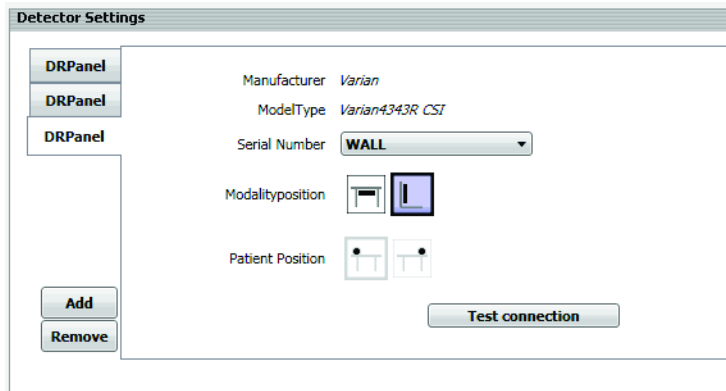 Detector Settings
DRPanel
DRPanel
DRPanel
Manufacturer Varian
ModelType Varian4343R CSI
Serial Number WALL
Modalityposition
Patient Position
Add
Remove
Test connection